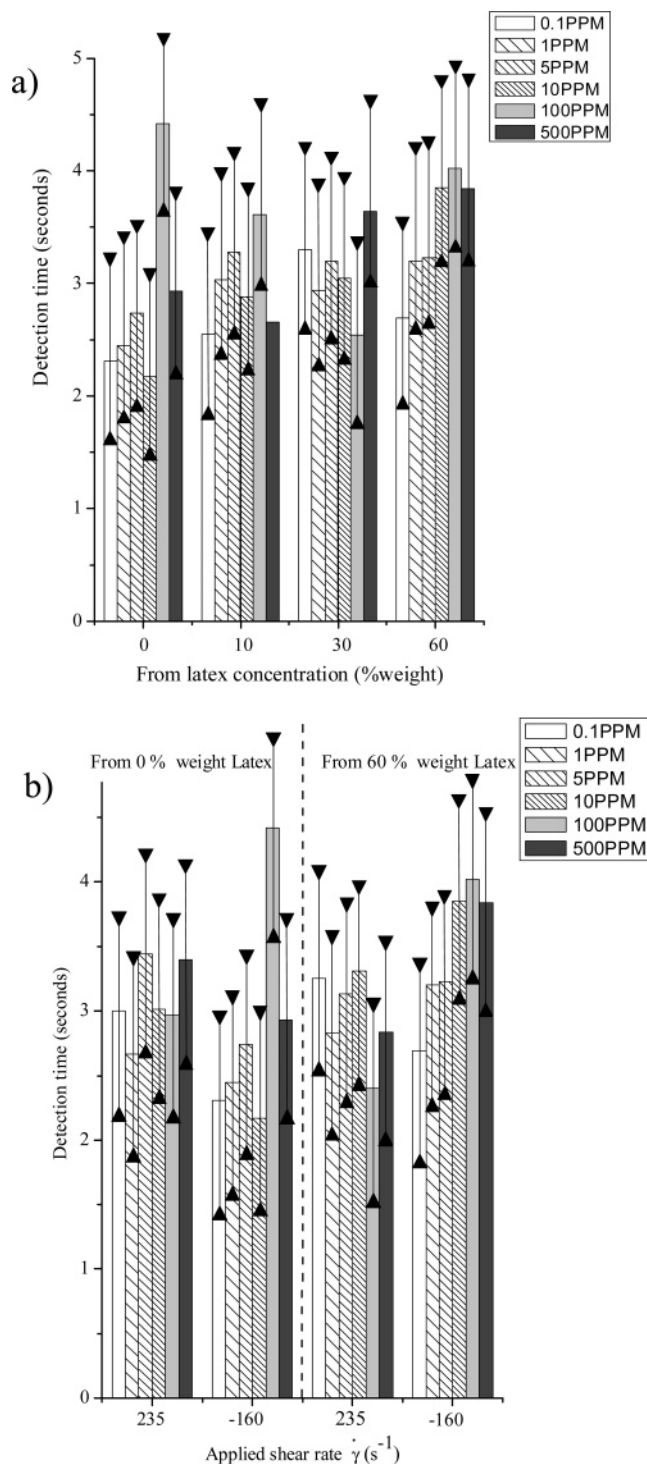 a)
5
4
3
2
1
0
Detection time (seconds)
0.1PPM
1PPM
5PPM
10PPM
100PPM
500PPM
0 10 30 60
From latex concentration (%weight)
b)
From 0 % weight Latex From 60 % weight Latex
0.1PPM
1PPM
5PPM
10PPM
100PPM
500PPM
4
3
2
1
0
Detection time (seconds)
235 -160 235 -160
Applied shear rate γ̇ (s⁻¹)